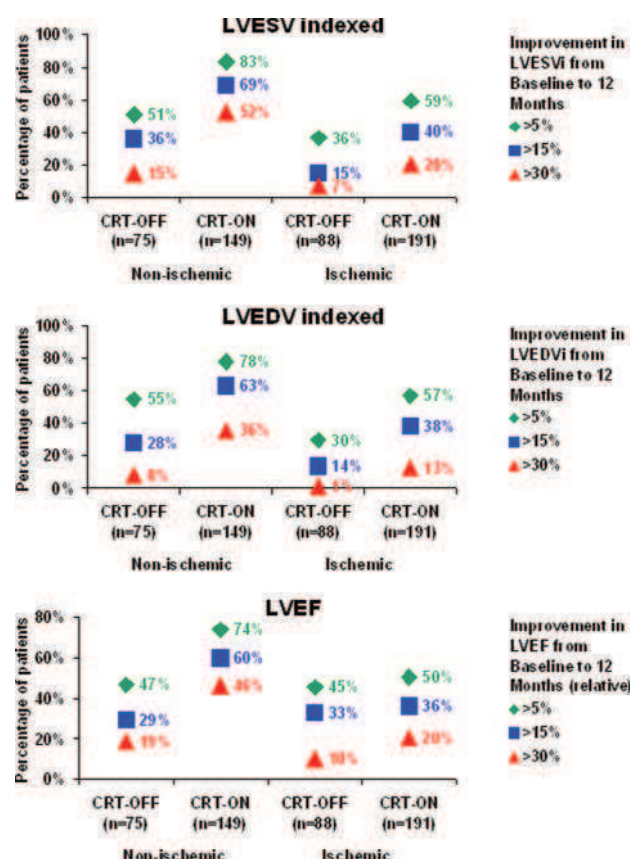 LVESV indexed
Percentage of patients
100%
80%
60%
40%
20%
0%
51%
36%
15%
83%
69%
52%
36%
15%
7%
59%
40%
20%
CRT-OFF CRT-ON CRT-OFF CRT-ON
(n=75) (n=149) (n=88) (n=191)
Non-ischemic Ischemic
Improvement in
LVESVi from
Baseline to 12
Months
>5%
>15%
>30%
LVEDV indexed
Percentage of patients
100%
80%
60%
40%
20%
0%
55%
28%
8%
78%
63%
36%
30%
14%
57%
38%
13%
CRT-OFF CRT-ON CRT-OFF CRT-ON
(n=75) (n=149) (n=88) (n=191)
Non-ischemic Ischemic
Improvement in
LVEDVi from
Baseline to 12
Months
>5%
>15%
>30%
LVEF
Percentage of patients
80%
60%
40%
20%
0%
47%
29%
19%
74%
60%
46%
45%
33%
10%
50%
36%
20%
CRT-OFF CRT-ON CRT-OFF CRT-ON
(n=75) (n=149) (n=88) (n=191)
Non-ischemic Ischemic
Improvement in
LVEF from
Baseline to 12
Months (relative)
>5%
>15%
>30%